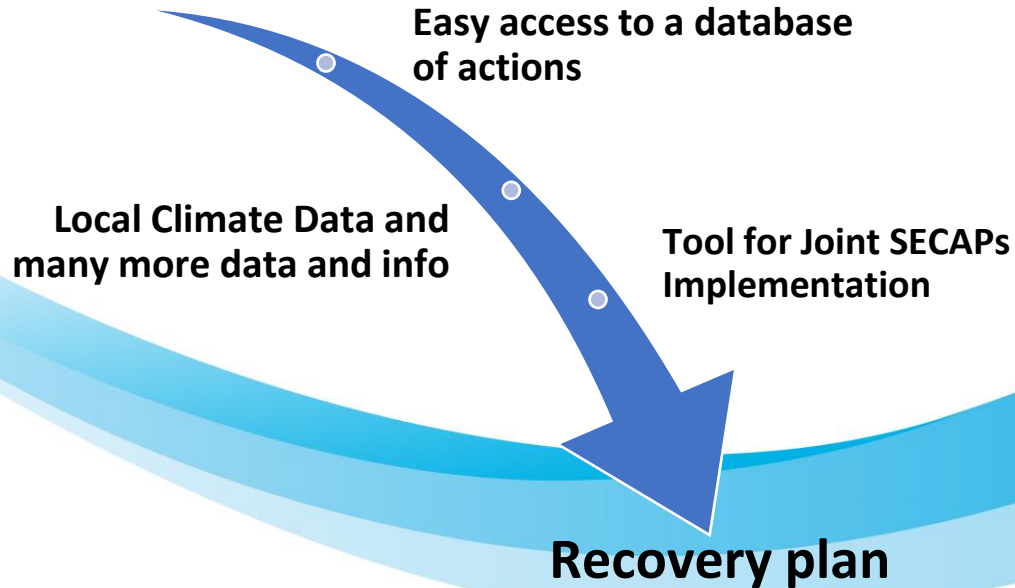 Easy access to a database
of actions
Local Climate Data and
many more data and info
Tool for Joint SECAPs
Implementation
Recovery plan